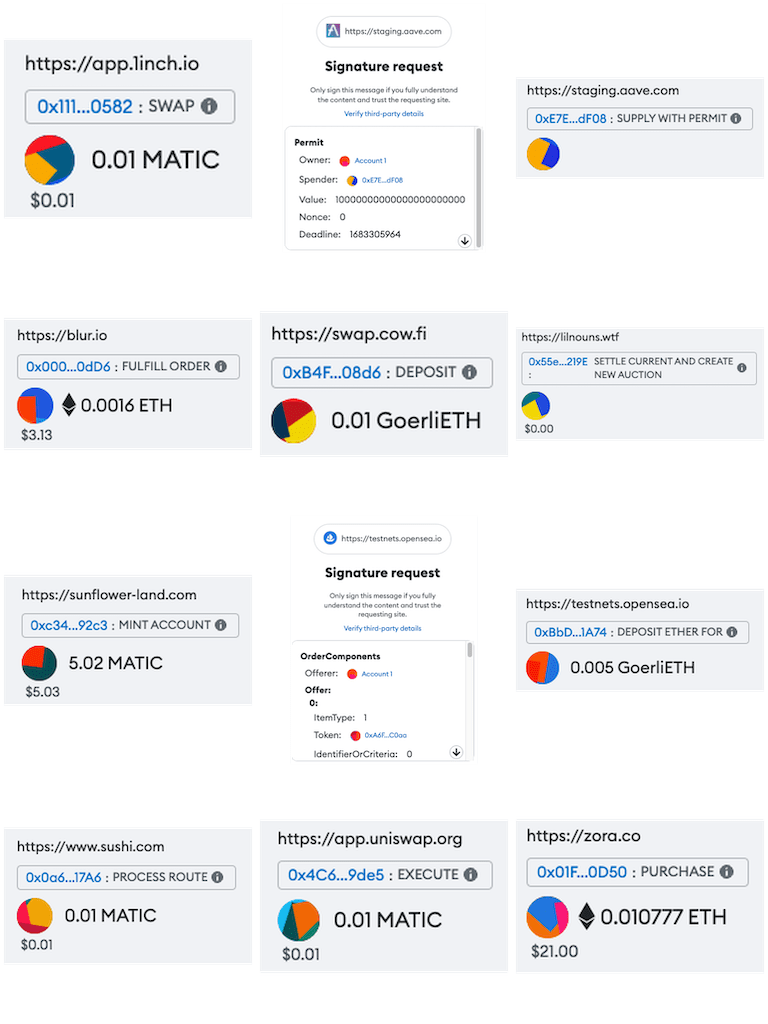 https://app.1inch.io
0x111...0582 : SWAP
0.01 MATIC
$0.01
https://staging.aave.com
Signature request
Only sign this message if you fully understand
the content and trust the requesting site.
Verify third-party details
Permit
Owner: Account 1
Spender: 0xE7E...dF08
Value: 10000000000000000000000
Nonce: 0
Deadline: 1683305964
https://staging.aave.com
0xE7E...dF08 : SUPPLY WITH PERMIT
https://blur.io
0x000...0dD6 : FULFILL ORDER
0.0016 ETH
$3.13
https://swap.cow.fi
0xB4F...08d6 : DEPOSIT
0.01 GoerliETH
https://lilnouns.wtf
0x55e...219E SETTLE CURRENT AND CREATE
: NEW AUCTION
$0.00
https://sunflower-land.com
0xc34...92c3 : MINT ACCOUNT
5.02 MATIC
$5.03
https://testnets.opensea.io
Signature request
Only sign this message if you fully
understand the content and trust the
requesting site.
Verify third-party details
OrderComponents
Offerer: Account 1
Offer:
0:
ItemType: 1
Token: 0xA6F...C0aa
IdentifierOrCriteria: 0
https://testnets.opensea.io
0xBbD...1A74 : DEPOSIT ETHER FOR
0.005 GoerliETH
https://www.sushi.com
0x0a6...17A6 : PROCESS ROUTE
0.01 MATIC
$0.01
https://app.uniswap.org
0x4C6...9de5 : EXECUTE
0.01 MATIC
$0.01
https://zora.co
0x01F...0D50 : PURCHASE
0.010777 ETH
$21.00